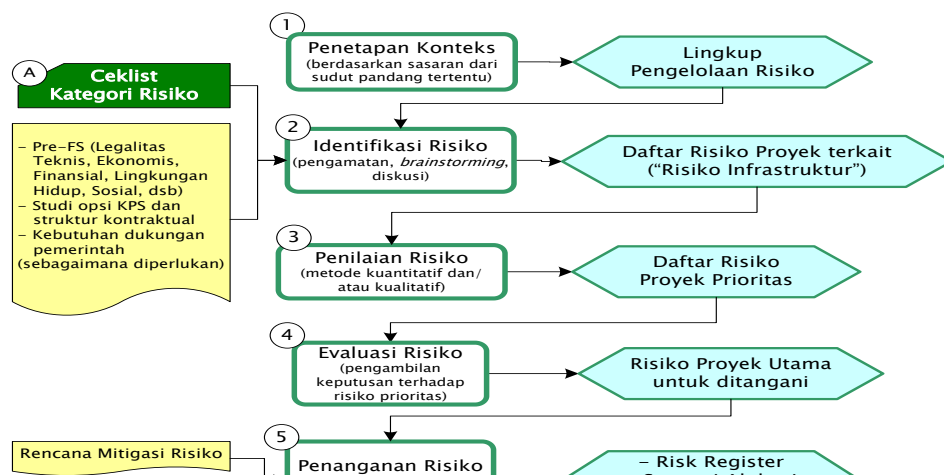 1
Penetapan Konteks
(berdasarkan sasaran dari
sudut pandang tertentu)
Lingkup
Pengelolaan Risiko
A
Ceklist
Kategori Risiko
– Pre-FS (Legalitas
Teknis, Ekonomis,
Finansial, Lingkungan
Hidup, Sosial, dsb)
– Studi opsi KPS dan
struktur kontraktual
– Kebutuhan dukungan
pemerintah
(sebagaimana diperlukan)
2
Identifikasi Risiko
(pengamatan, brainstorming,
diskusi)
Daftar Risiko Proyek terkait
(“Risiko Infrastruktur”)
3
Penilaian Risiko
(metode kuantitatif dan/
atau kualitatif)
Daftar Risiko
Proyek Prioritas
4
Evaluasi Risiko
(pengambilan
keputusan terhadap
risiko prioritas)
Risiko Proyek Utama
untuk ditangani
Rencana Mitigasi Risiko
5
Penanganan Risiko
– Risk Register